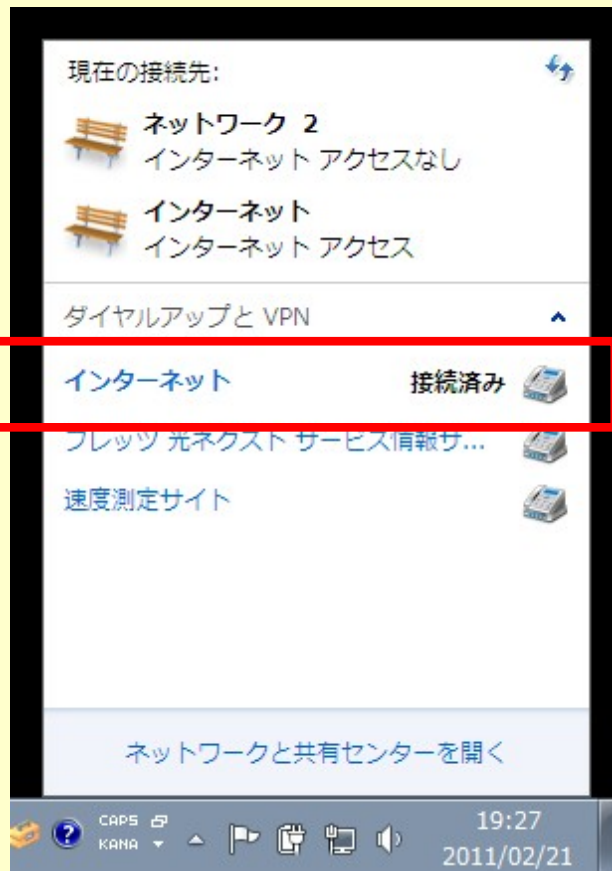 現在の接続先:
ネットワーク 2
インターネット アクセスなし
インターネット
インターネット アクセス
ダイヤルアップと VPN
インターネット 接続済み
フレッツ 光ネクスト サービス情報サ...
速度測定サイト
ネットワークと共有センターを開く
CAPS
KANA
19:27
2011/02/21